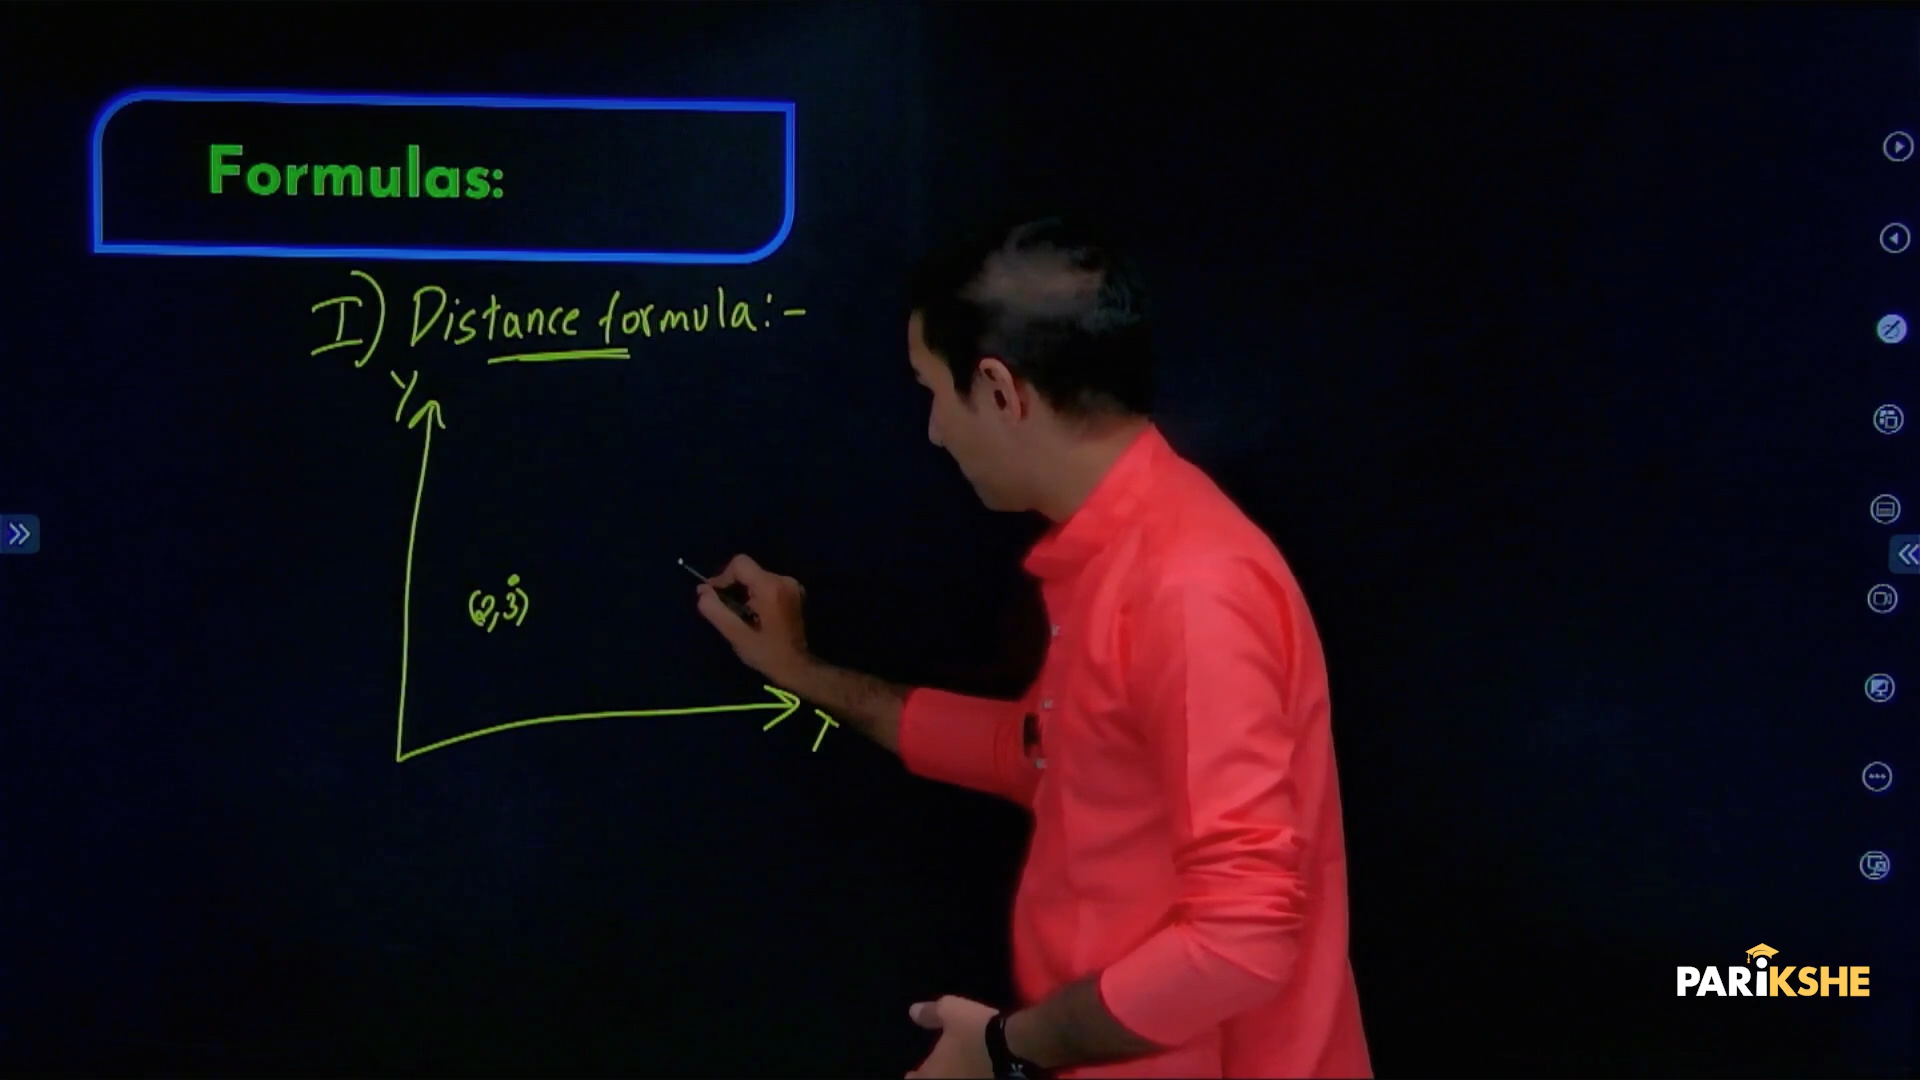 Formulas:
I) Distance formula:-
Y
(2,3)
PARiKSHE